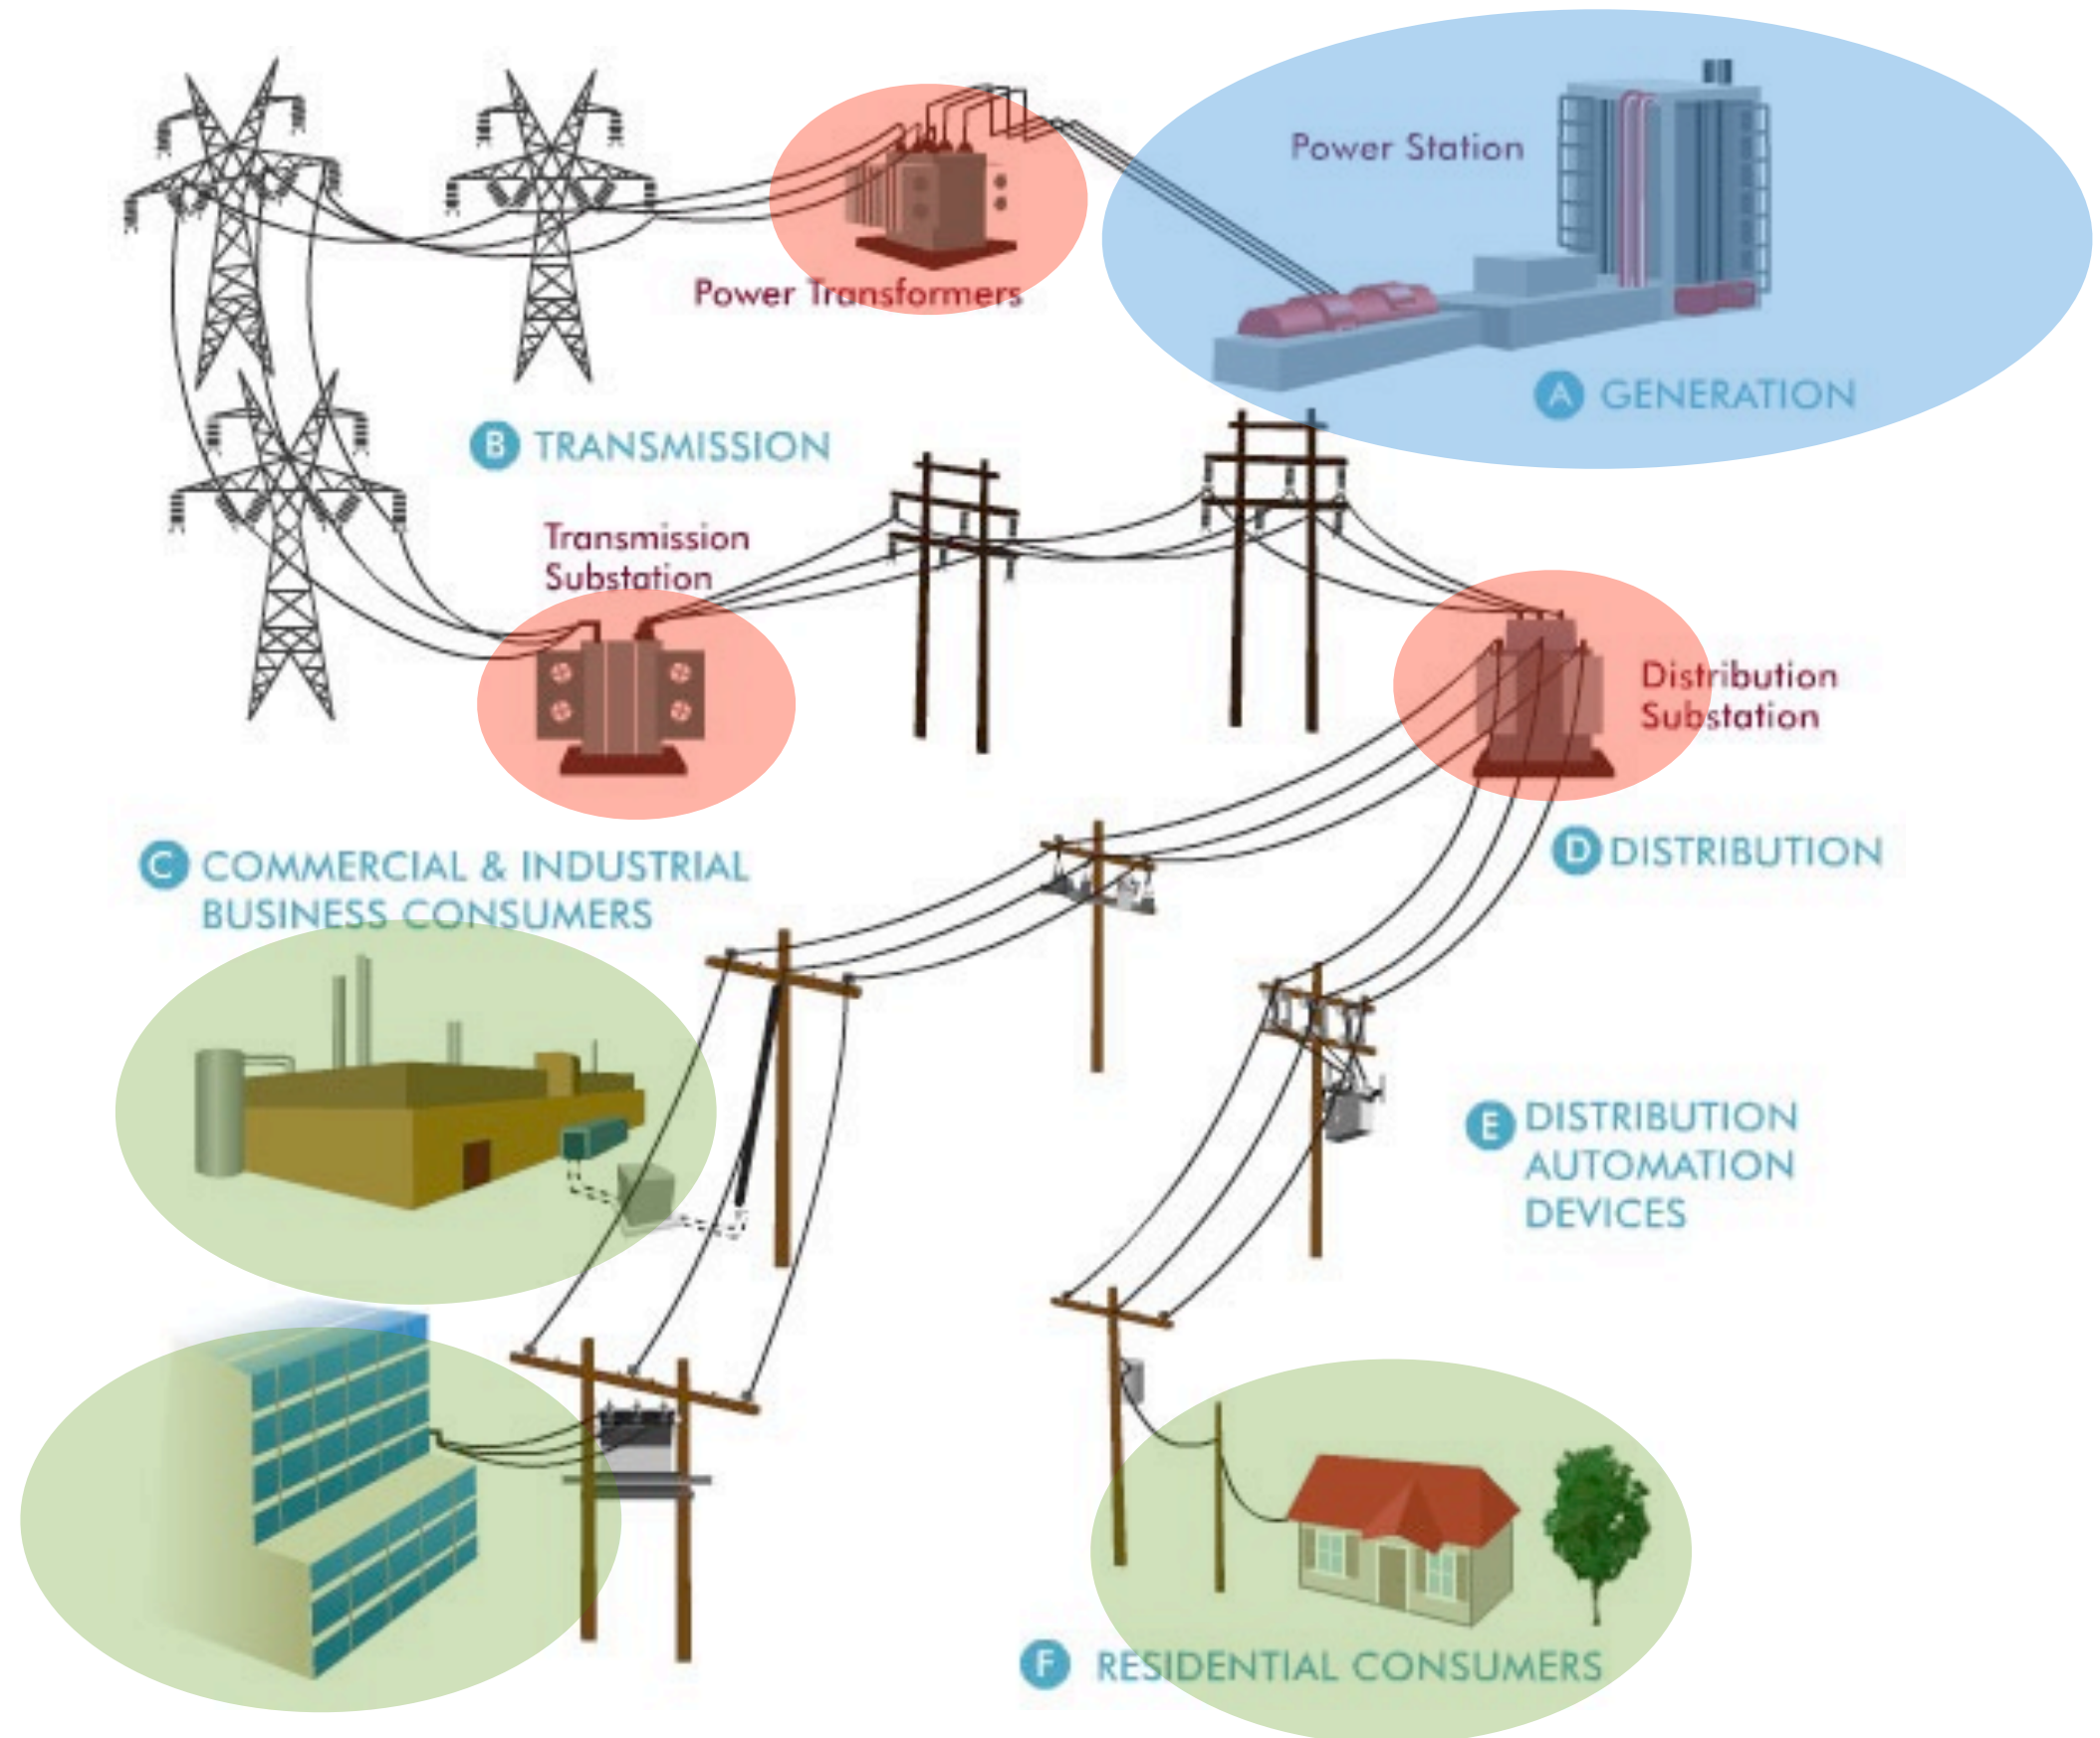 Power Station
Power Transformers
A GENERATION
B TRANSMISSION
Transmission
Substation
Distribution
Substation
C COMMERCIAL & INDUSTRIAL
BUSINESS CONSUMERS
D DISTRIBUTION
E DISTRIBUTION
AUTOMATION
DEVICES
F RESIDENTIAL CONSUMERS